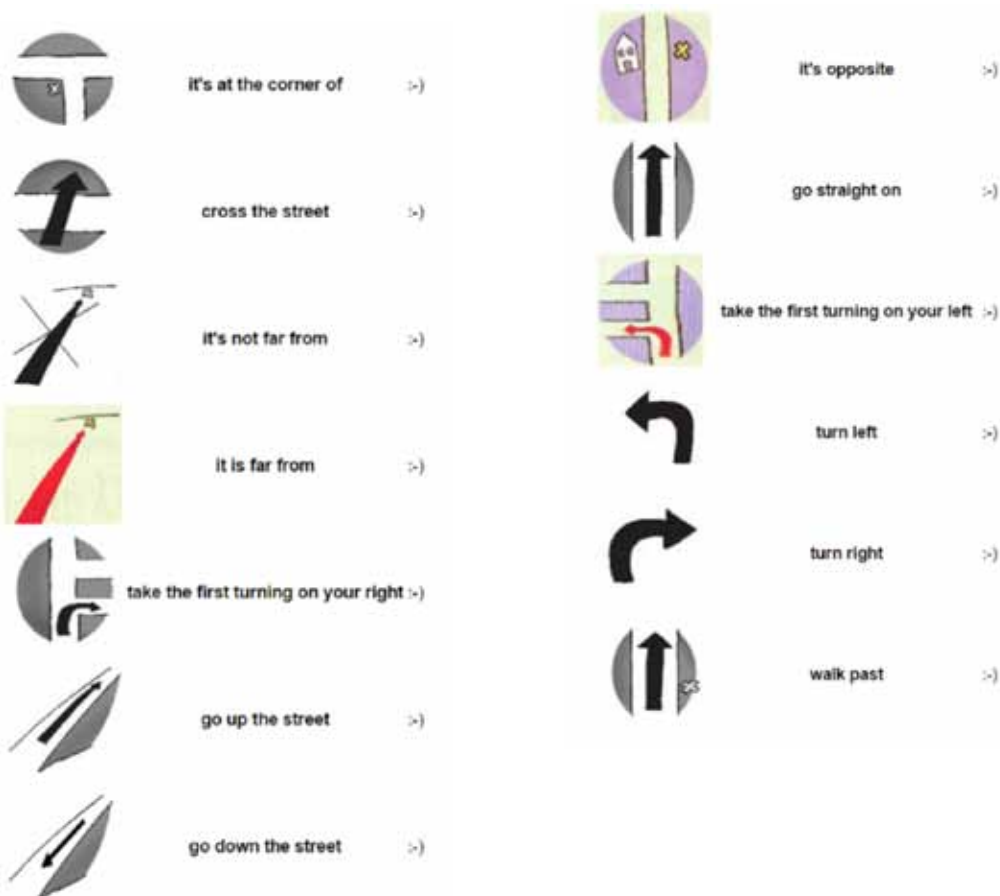 it's at the corner of :-)
cross the street :-)
it's not far from :-)
it is far from :-)
take the first turning on your right :-)
go up the street :-)
go down the street :-)
it's opposite :-)
go straight on :-)
take the first turning on your left :-)
turn left :-)
turn right :-)
walk past :-)